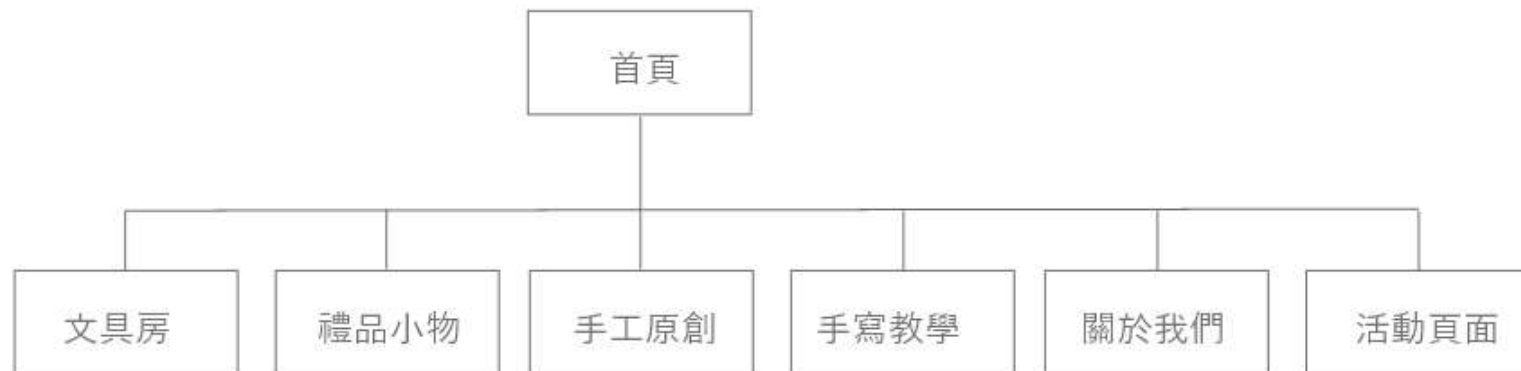 首頁
文具房
禮品小物
手工原創
手寫教學
關於我們
活動頁面